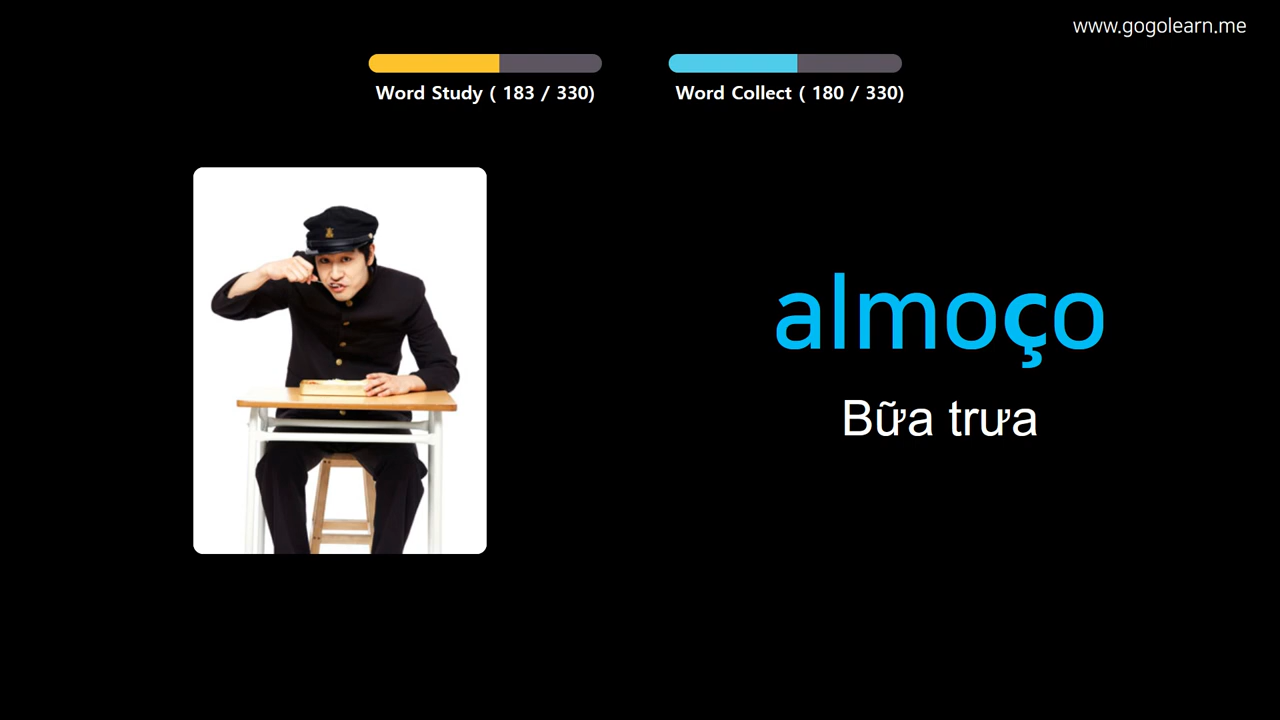 www.gogolearn.me
Word Study ( 183 / 330)
Word Collect ( 180 / 330)
almoço
Bữa trưa